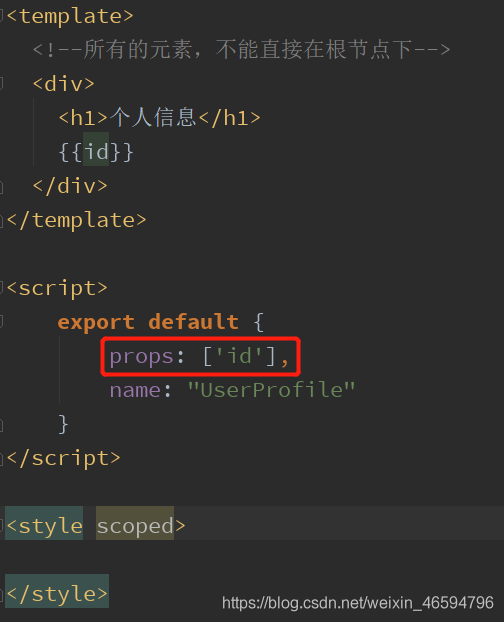 <template>
<!--所有的元素，不能直接在根节点下-->
<div>
<h1>个人信息</h1>
{{id}}
</div>
</template>
<script>
export default {
props: ['id'],
name: "UserProfile"
}
</script>
<style scoped>
</style>
https://blog.csdn.net/weixin_46594796